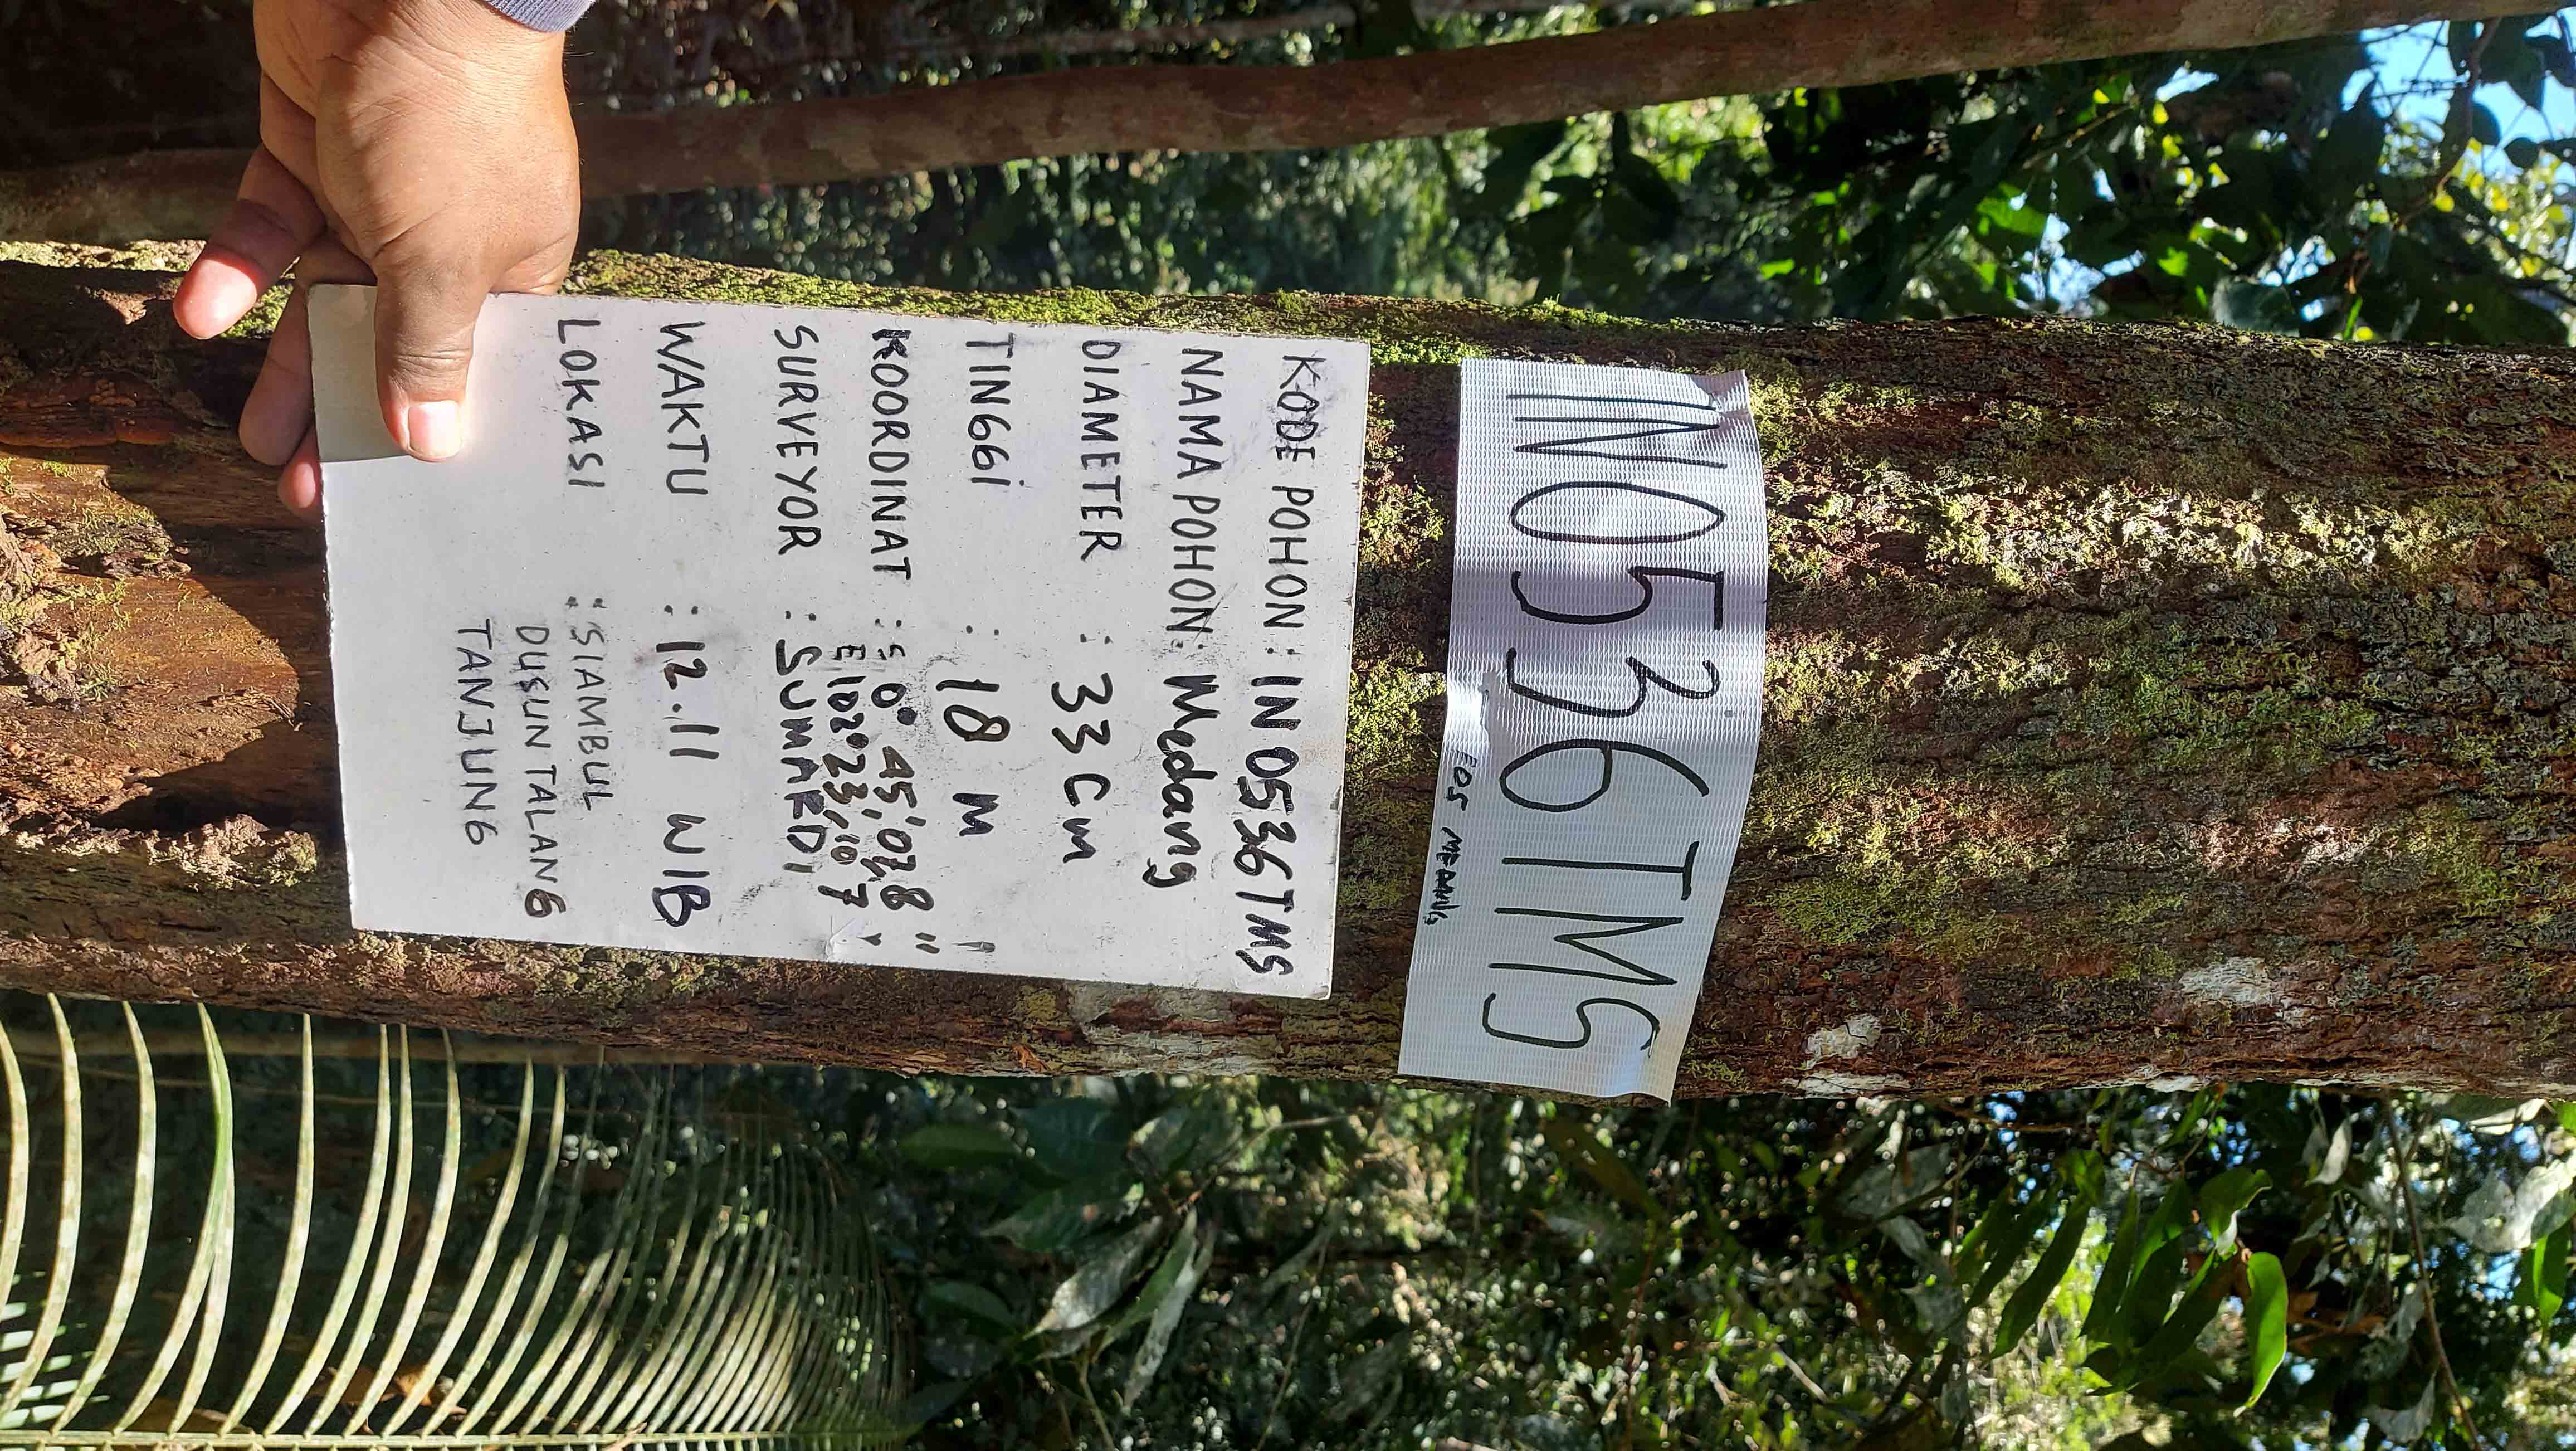 IN0536TMS
E05 MEDANG
KODE POHON : IN0536TMS
NAMA POHON : Medang
DIAMETER : 33 Cm
TINGGI : 18 M
KOORDINAT : S 0° 45' 07,8"
E 102° 23, 10 7
SURVEYOR : SUMARDI
WAKTU : 12.11 WIB
LOKASI : SIAMBUL
DUSUN TALANG
TANJUNG